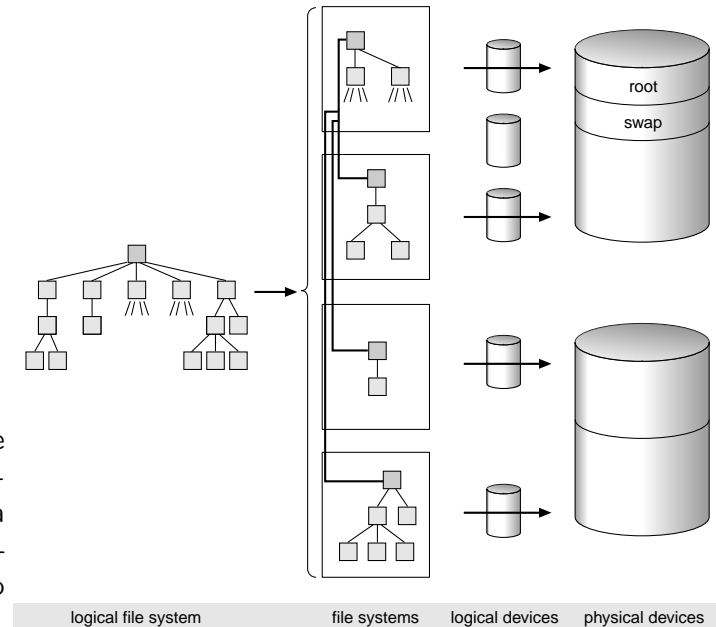 root
swap
e
-
a
-
o
logical file system file systems logical devices physical devices